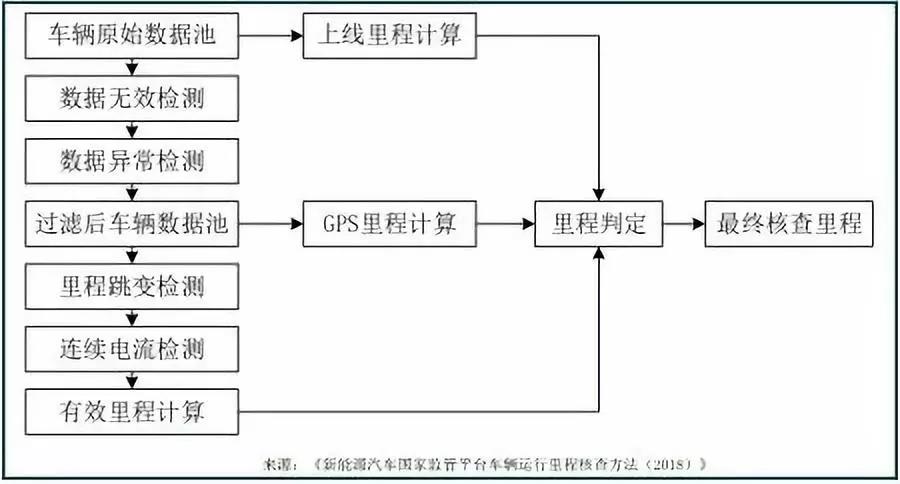 车辆原始数据池
上线里程计算
数据无效检测
数据异常检测
过滤后车辆数据池
GPS里程计算
里程判定
最终核查里程
里程跳变检测
连续电流检测
有效里程计算
来源：《新能源汽车国家监管平台车辆运行里程核查方法（2018）》